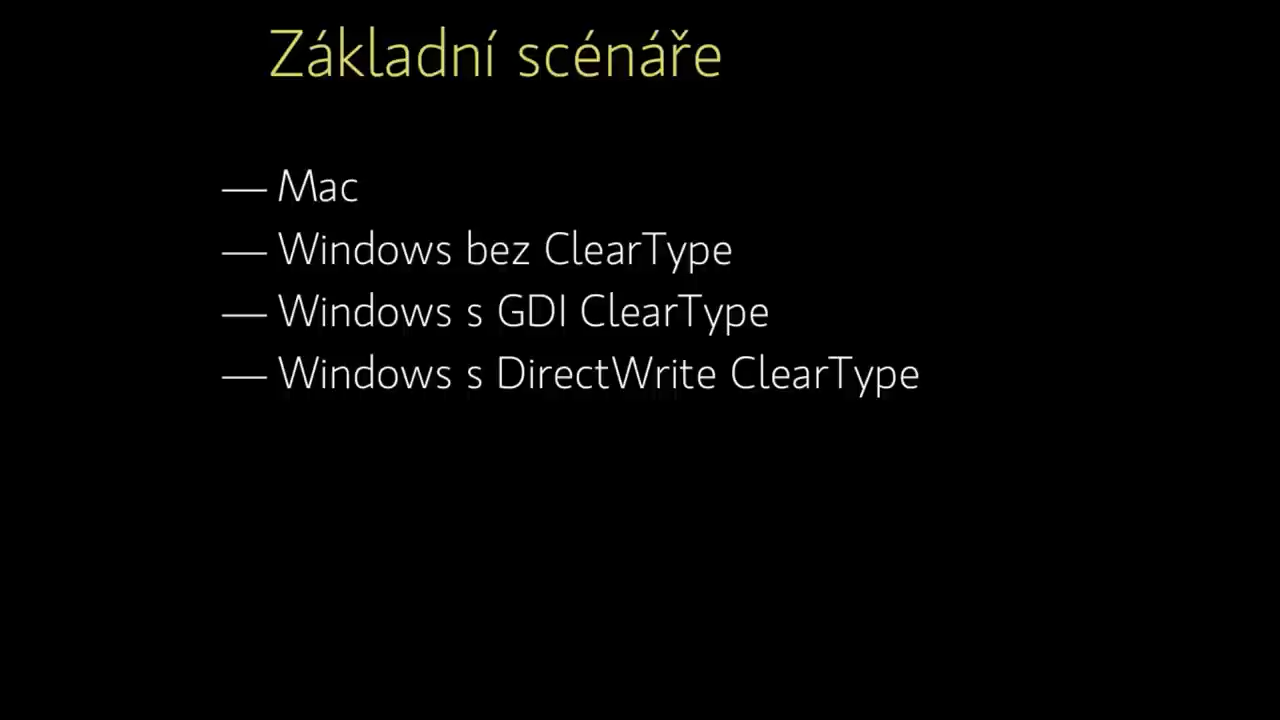 Základní scénáře
— Mac
— Windows bez ClearType
— Windows s GDI ClearType
— Windows s DirectWrite ClearType